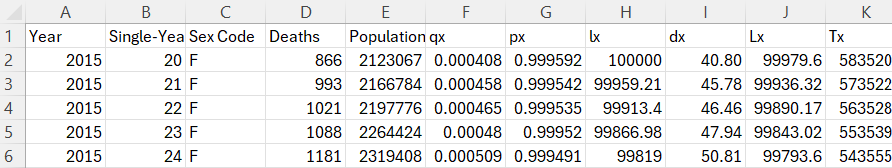 A B C D E F G H I J K
1 Year Single-Yea Sex Code Deaths Population qx px lx dx Lx Tx
2 2015 20 F 866 2123067 0.000408 0.999592 100000 40.80 99979.6 583520
3 2015 21 F 993 2166784 0.000458 0.999542 99959.21 45.78 99936.32 573522
4 2015 22 F 1021 2197776 0.000465 0.999535 99913.4 46.46 99890.17 563528
5 2015 23 F 1088 2264424 0.00048 0.99952 99866.98 47.94 99843.02 553539
6 2015 24 F 1181 2319408 0.000509 0.999491 99819 50.81 99793.6 543555